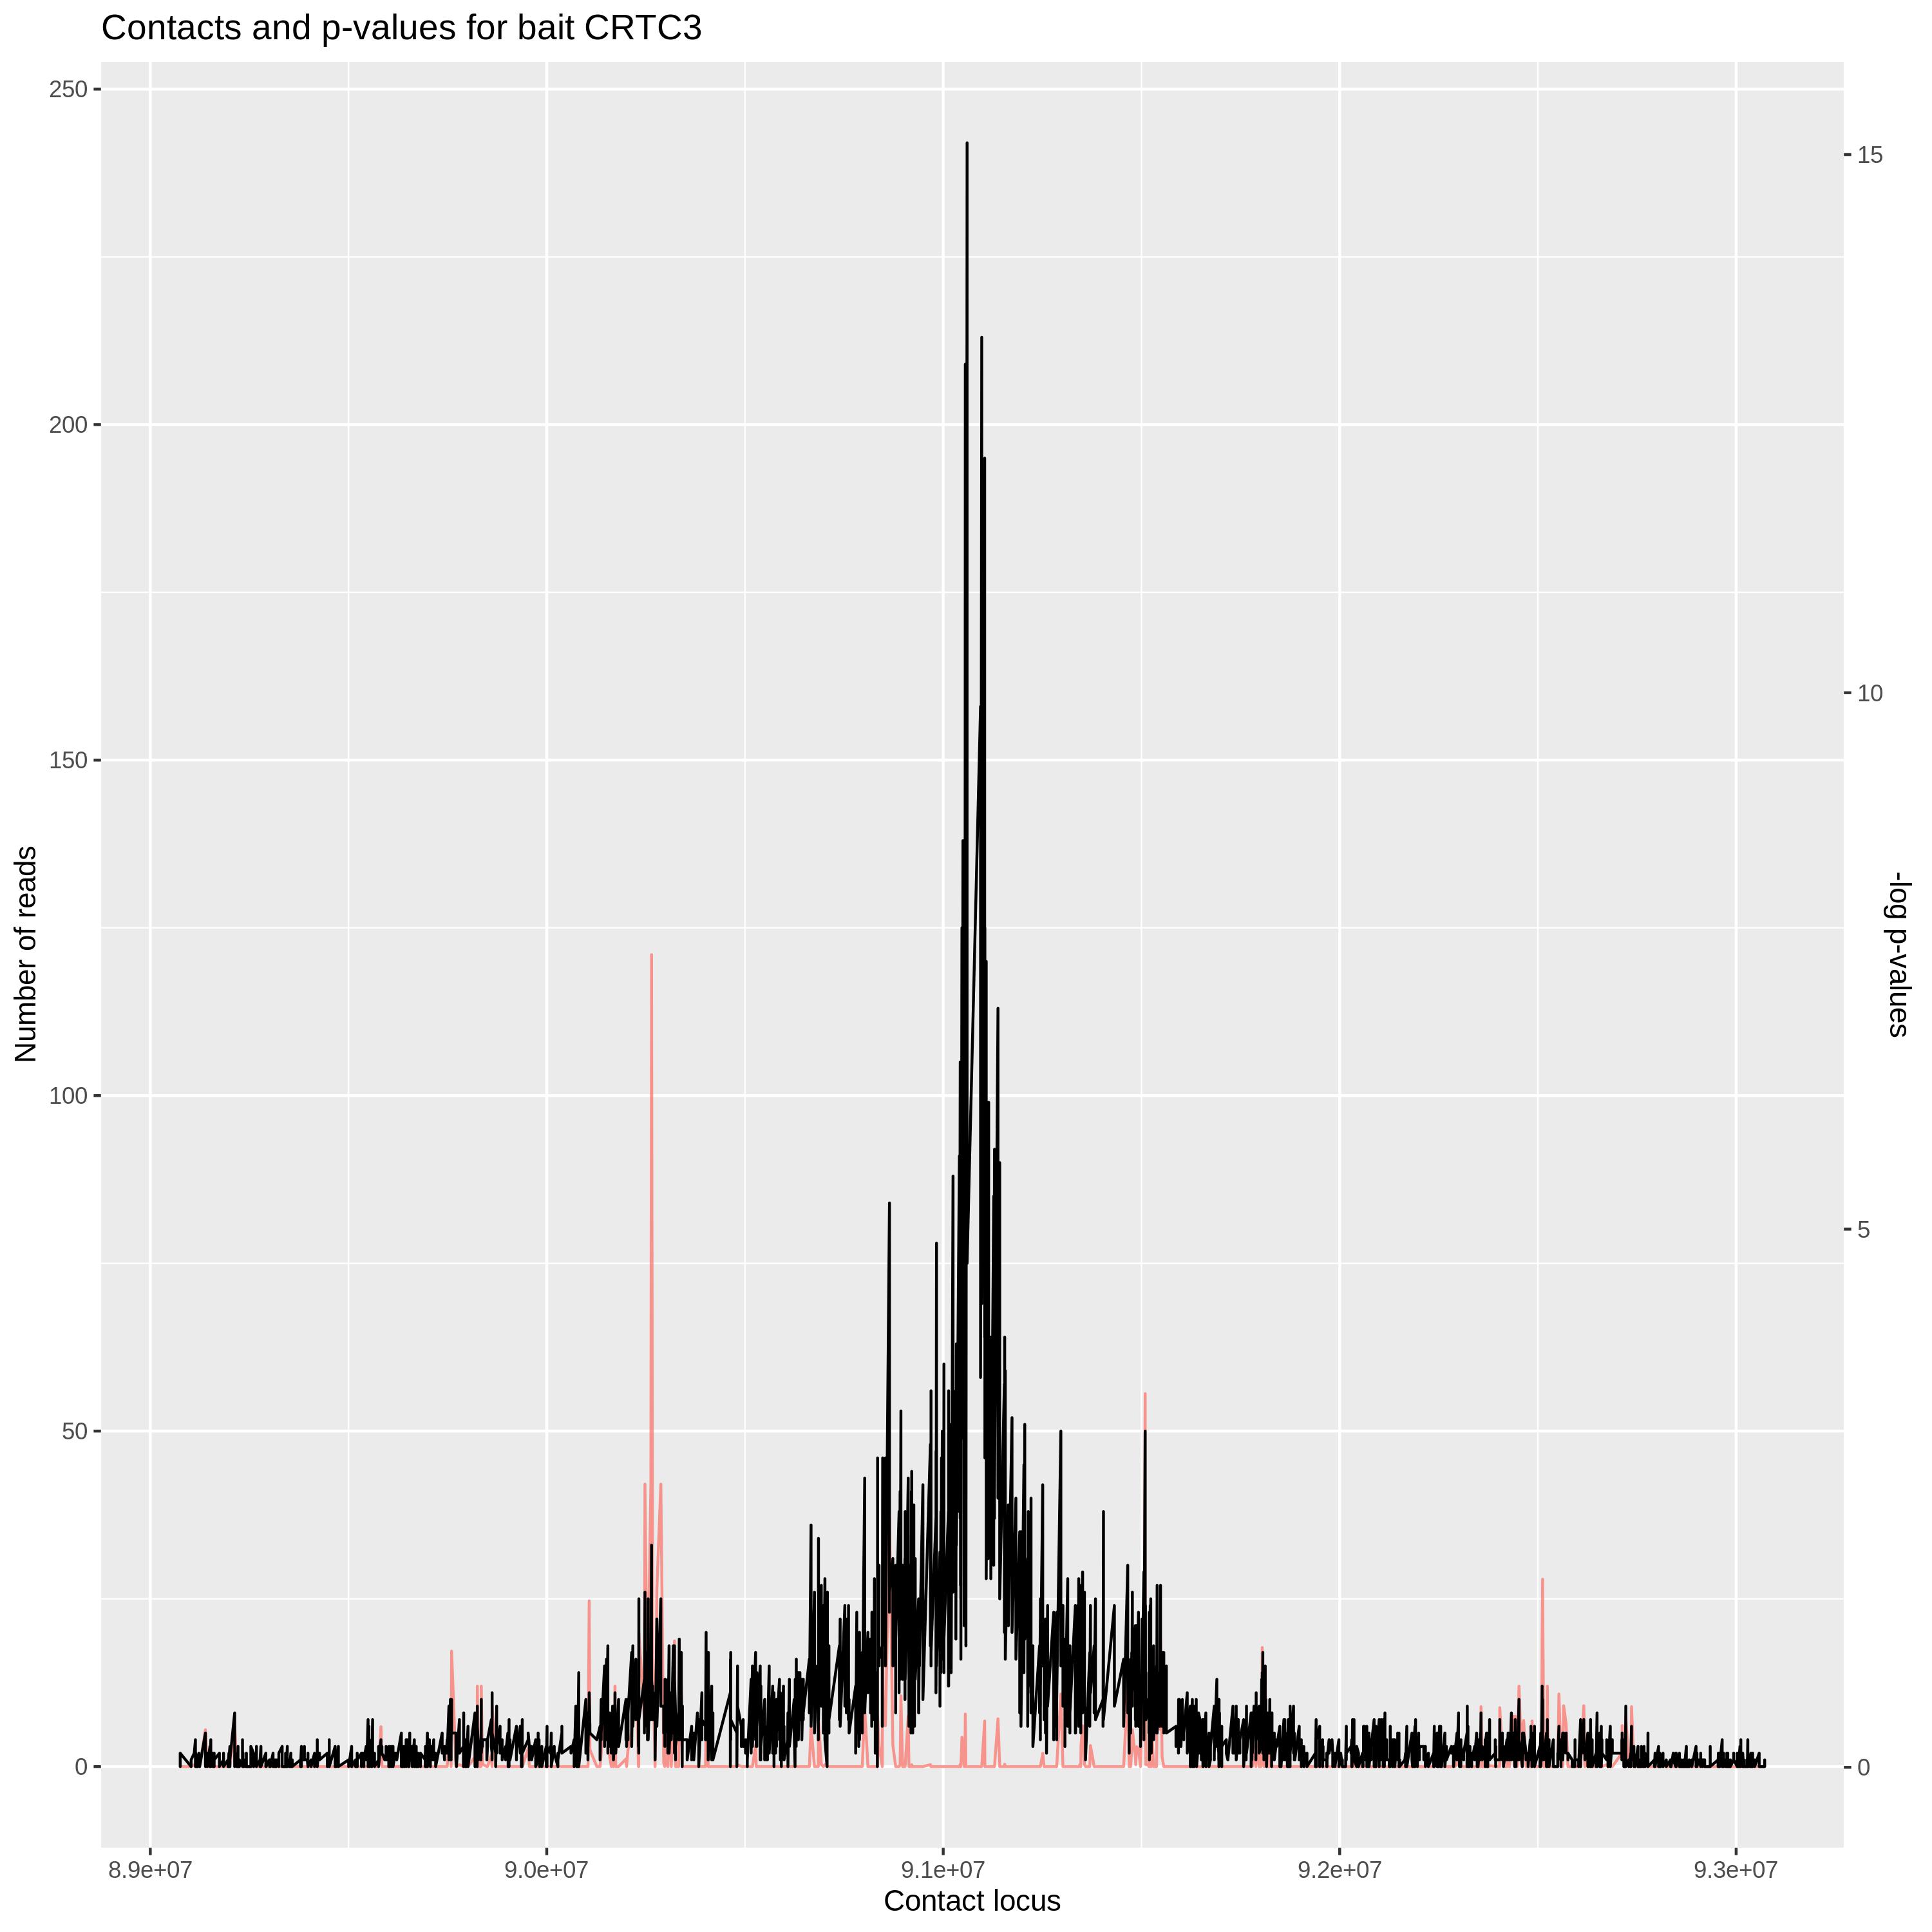 Contacts and p-values for bait CRTC3
250
200
150
100
50
0
15
10
5
0
Number of reads
-log p-values
8.9e+07
9.0e+07
9.1e+07
9.2e+07
9.3e+07
Contact locus